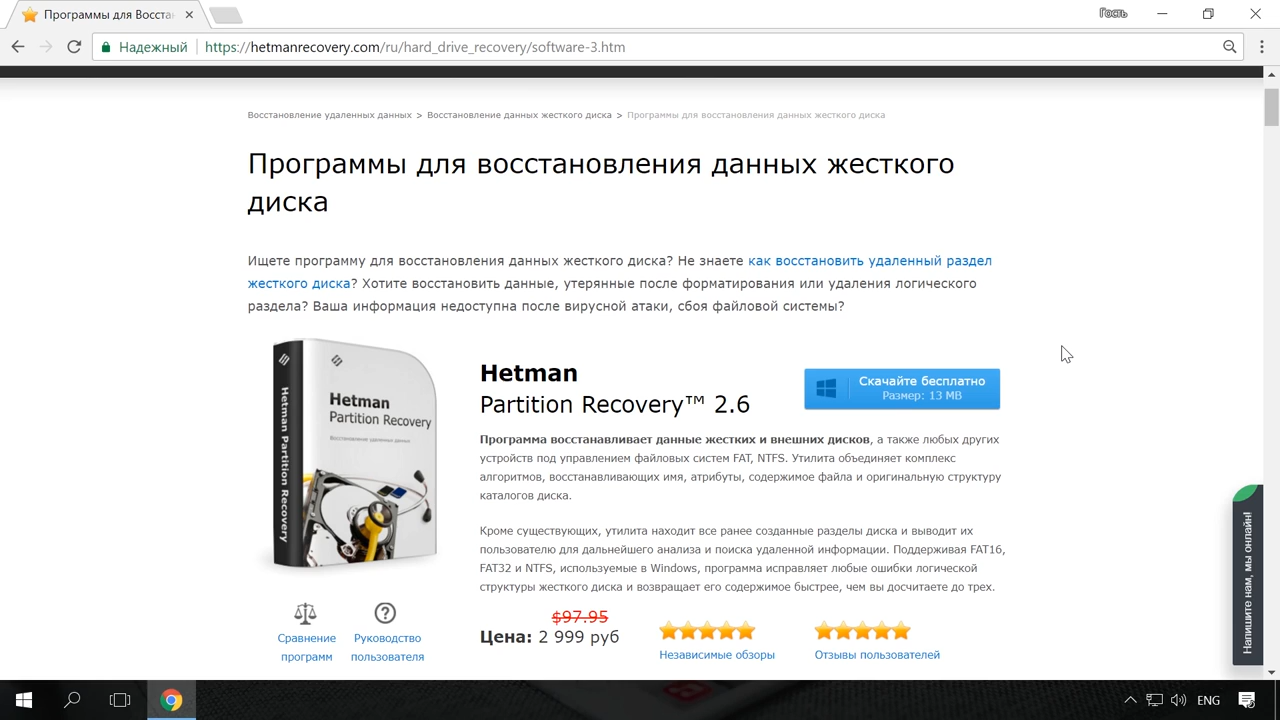 Программы для Восста
Гость
Надежный
https://hetmanrecovery.com/ru/hard_drive_recovery/software-3.htm
Восстановление удаленных данных > Восстановление данных жесткого диска > Программы для восстановления данных жесткого диска
Программы для восстановления данных жесткого
диска
Ищете программу для восстановления данных жесткого диска? Не знаете как восстановить удаленный раздел
жесткого диска? Хотите восстановить данные, утерянные после форматирования или удаления логического
раздела? Ваша информация недоступна после вирусной атаки, сбоя файловой системы?
Hetman Partition Recovery
Hetman
Partition Recovery
Восстановление удаленных данных
Hetman
Partition Recovery™ 2.6
Скачайте бесплатно
Размер: 13 MB
Программа восстанавливает данные жестких и внешних дисков, а также любых других
устройств под управлением файловых систем FAT, NTFS. Утилита объединяет комплекс
алгоритмов, восстанавливающих имя, атрибуты, содержимое файла и оригинальную структуру
каталогов диска.
Кроме существующих, утилита находит все ранее созданные разделы диска и выводит их
пользователю для дальнейшего анализа и поиска удаленной информации. Поддерживая FAT16,
FAT32 и NTFS, используемые в Windows, программа исправляет любые ошибки логической
структуры жесткого диска и возвращает его содержимое быстрее, чем вы досчитаете до трех.
$97.95
Цена: 2 999 руб
Сравнение
программ
Руководство
пользователя
Независимые обзоры
Отзывы пользователей
Напишите нам, мы онлайн!
ENG